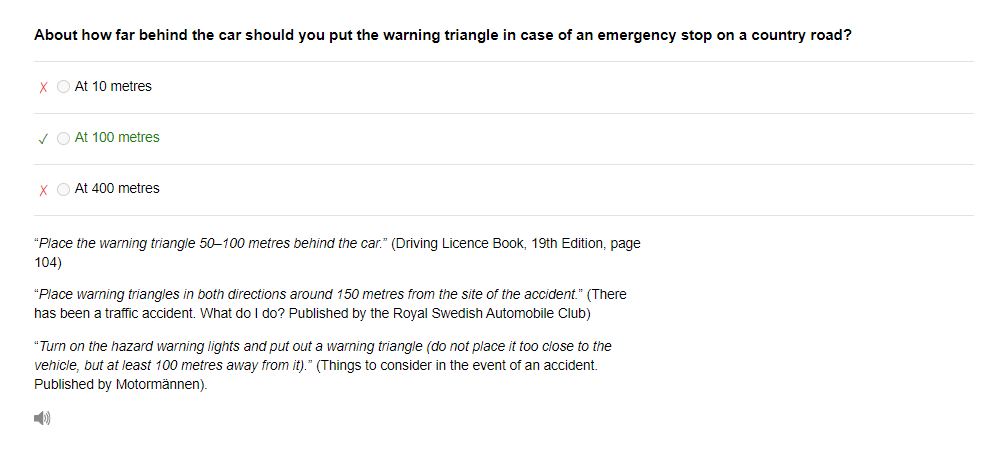 About how far behind the car should you put the warning triangle in case of an emergency stop on a country road?
At 10 metres
At 100 metres
At 400 metres
“Place the warning triangle 50–100 metres behind the car.” (Driving Licence Book, 19th Edition, page
104)
“Place warning triangles in both directions around 150 metres from the site of the accident.” (There
has been a traffic accident. What do I do? Published by the Royal Swedish Automobile Club)
“Turn on the hazard warning lights and put out a warning triangle (do not place it too close to the
vehicle, but at least 100 metres away from it).” (Things to consider in the event of an accident.
Published by Motormännen).